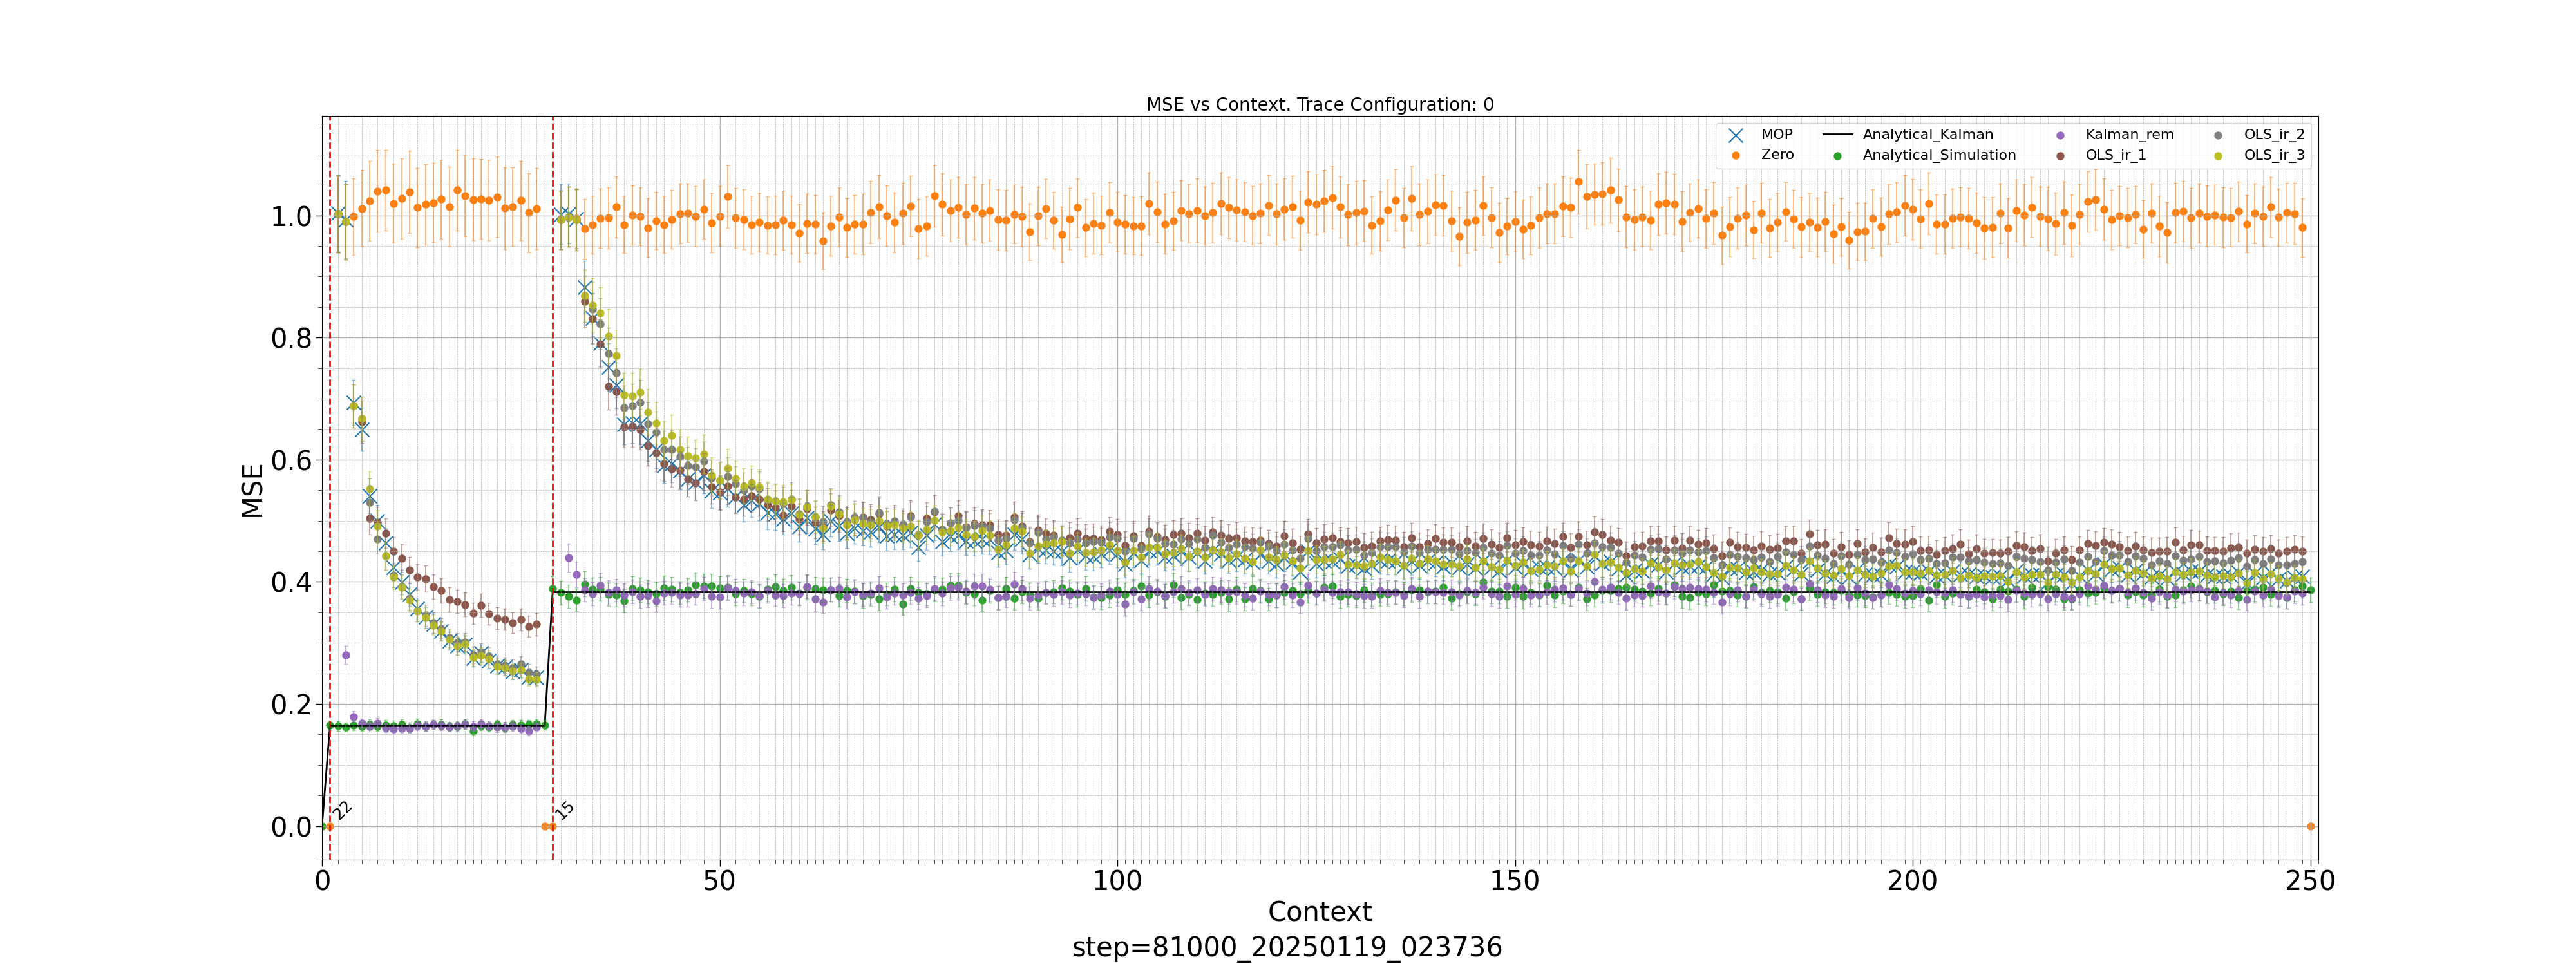 MSE vs Context. Trace Configuration: 0
MOP
Zero
Analytical_Kalman
Analytical_Simulation
Kalman_rem
OLS_ir_1
OLS_ir_2
OLS_ir_3
MSE
1.0
0.8
0.6
0.4
0.2
0.0
22
15
0
50
100
150
200
250
Context
step=81000_20250119_023736